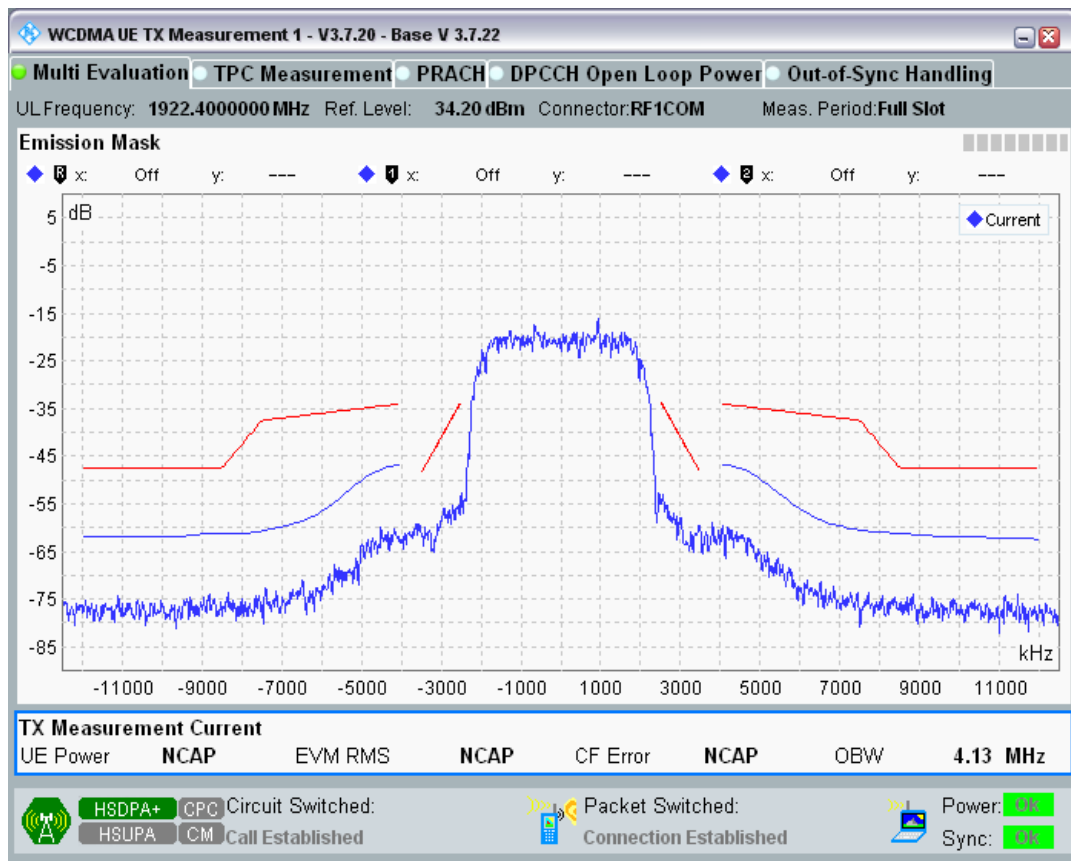 WCDMA UE TX Measurement 1 - V3.7.20 - Base V 3.7.22
Multi Evaluation TPC Measurement PRACH DPCCH Open Loop Power Out-of-Sync Handling
UL Frequency: 1922.4000000 MHz Ref. Level: 34.20 dBm Connector:RF1COM Meas. Period:Full Slot
Emission Mask
R x: Off y: --- 1 x: Off y: --- 2 x: Off y: ---
dB
Current
5
-5
-15
-25
-35
-45
-55
-65
-75
-85
kHz
-11000 -9000 -7000 -5000 -3000 -1000 1000 3000 5000 7000 9000 11000
TX Measurement Current
UE Power NCAP EVM RMS NCAP CF Error NCAP OBW 4.13 MHz
HSDPA+ CPC Circuit Switched: Packet Switched: Power: OK
HSUPA CM Call Established Connection Established Sync: OK